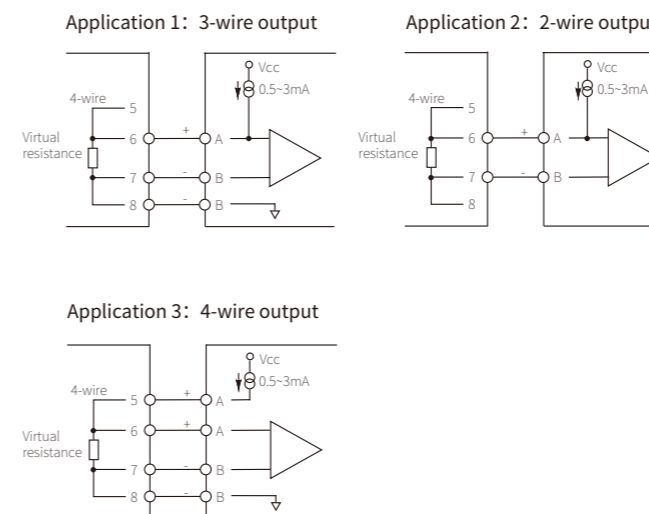 Application 1: 3-wire output
Vcc
0.5~3mA
4-wire
5
Virtual
resistance
6
+
A
7
-
B
8
-
B
Application 2: 2-wire outpu
Vcc
0.5~3mA
4-wire
5
Virtual
resistance
6
+
A
7
-
B
8
Application 3: 4-wire output
Vcc
0.5~3mA
4-wire
5
+
A
Virtual
resistance
6
+
A
7
-
B
8
-
B